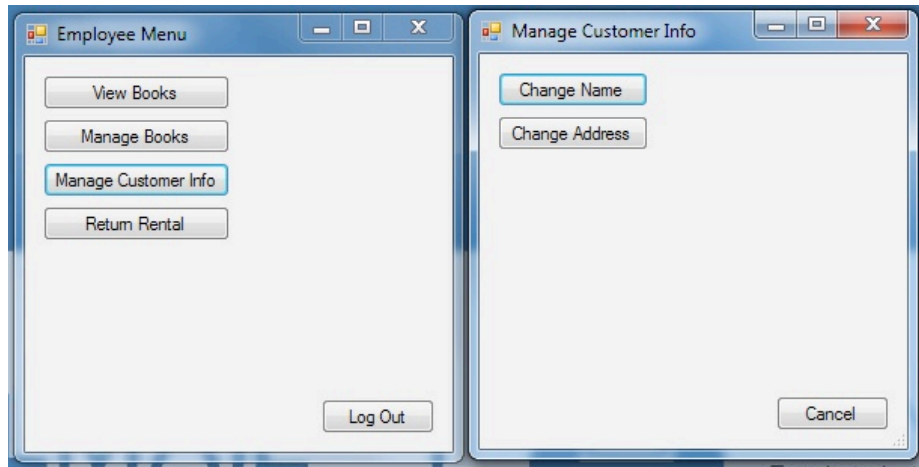 Employee Menu
View Books
Manage Books
Manage Customer Info
Return Rental
Log Out
Manage Customer Info
Change Name
Change Address
Cancel